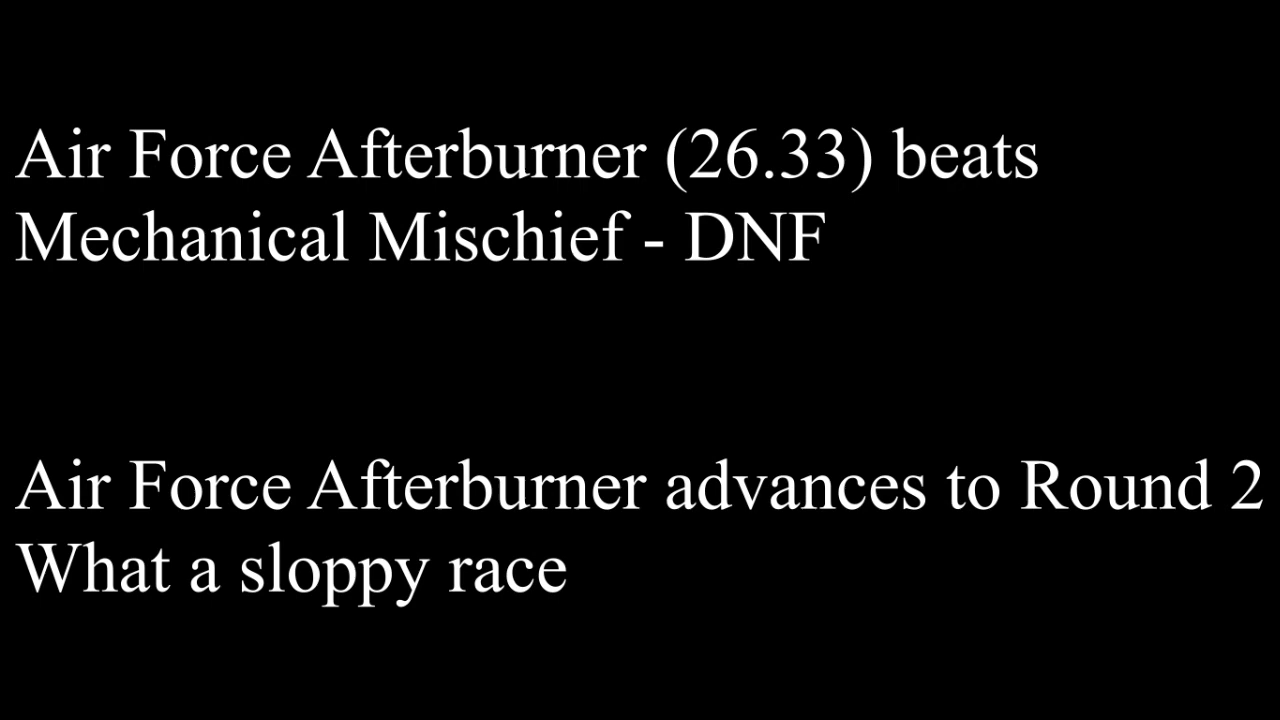 Air Force Afterburner (26.33) beats
Mechanical Mischief - DNF
Air Force Afterburner advances to Round 2
What a sloppy race